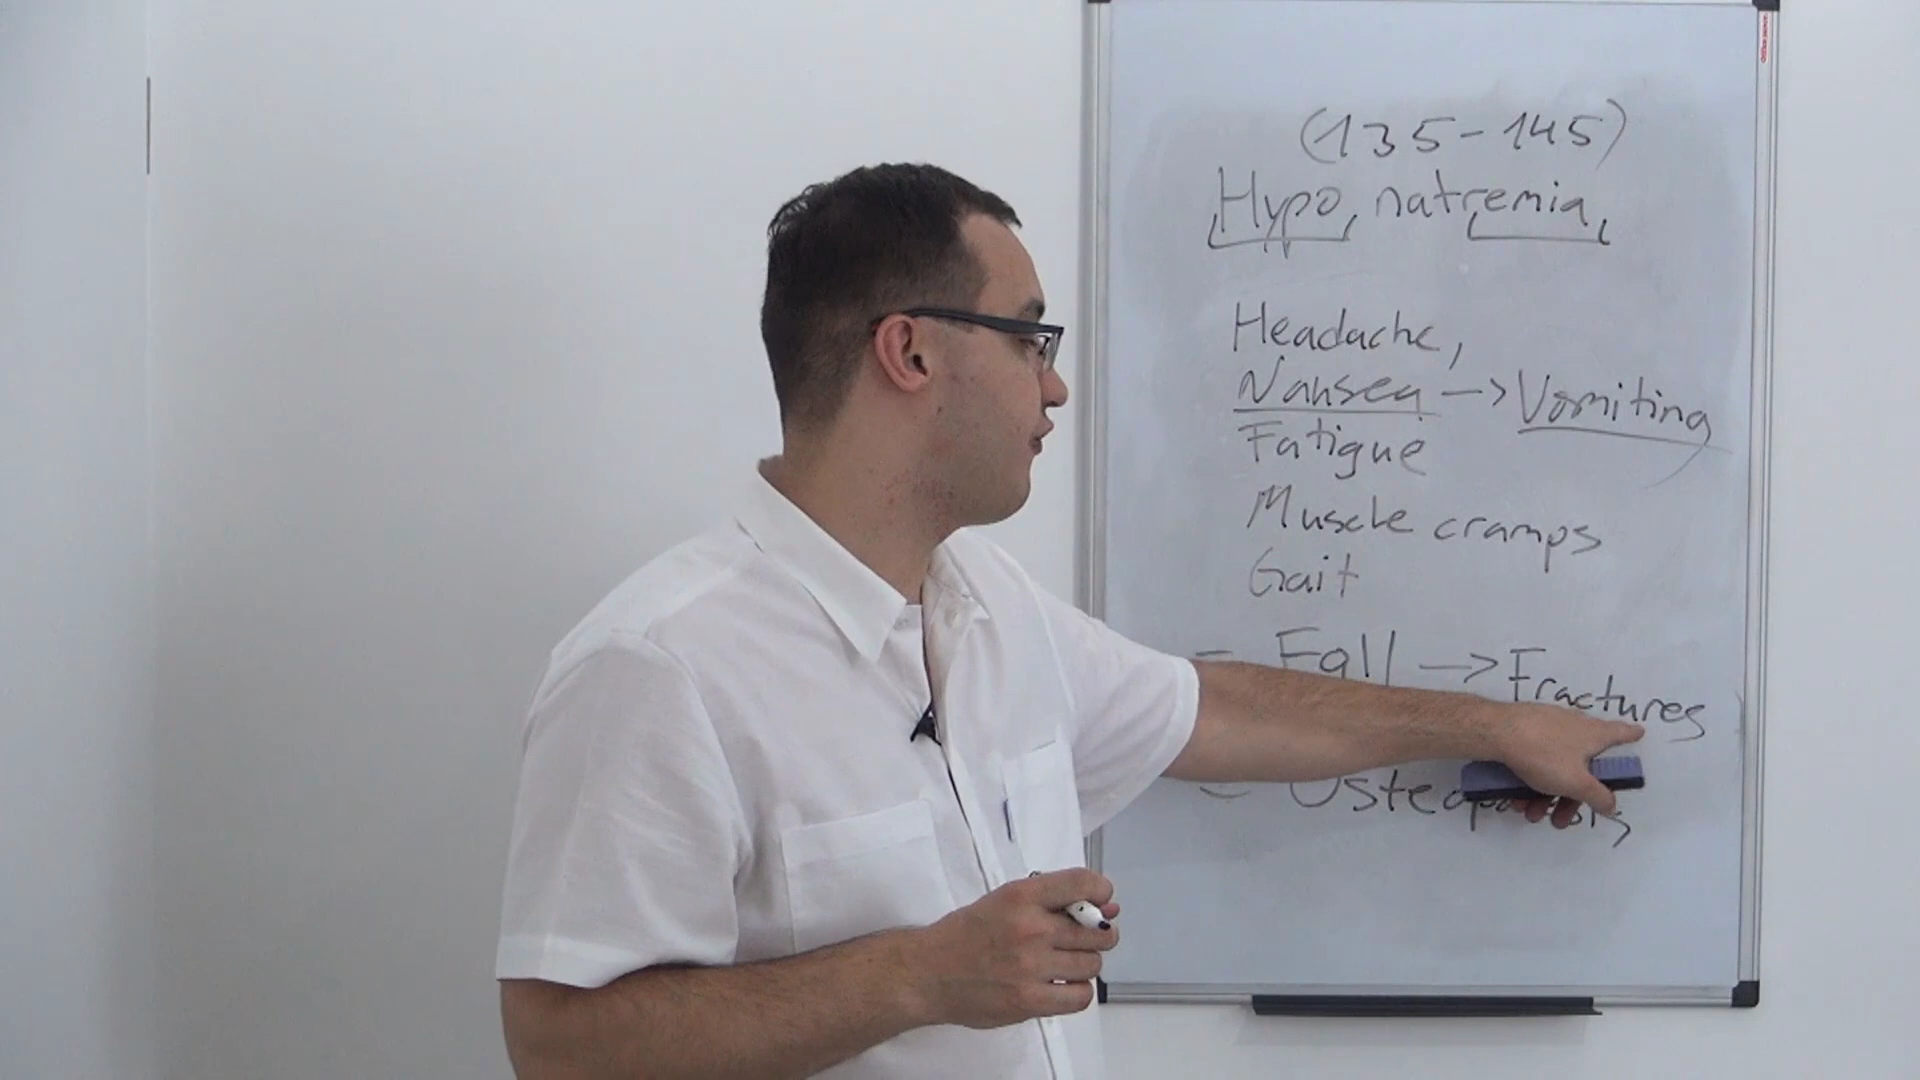 (135-145)
Hypo, natremia,
Headache,
Nausea -> Vomiting
Fatigue
Muscle cramps
Gait
- Fall -> Fractures
- Osteoporosis